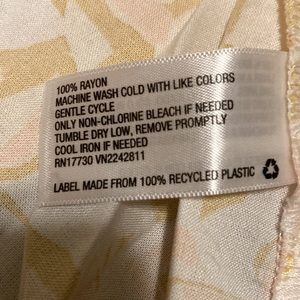 100% RAYON
MACHINE WASH COLD WITH LIKE COLORS
GENTLE CYCLE
ONLY NON-CHLORINE BLEACH IF NEEDED
TUMBLE DRY LOW, REMOVE PROMPTLY
COOL IRON IF NEEDED
RN17730 VN2242811
LABEL MADE FROM 100% RECYCLED PLASTIC